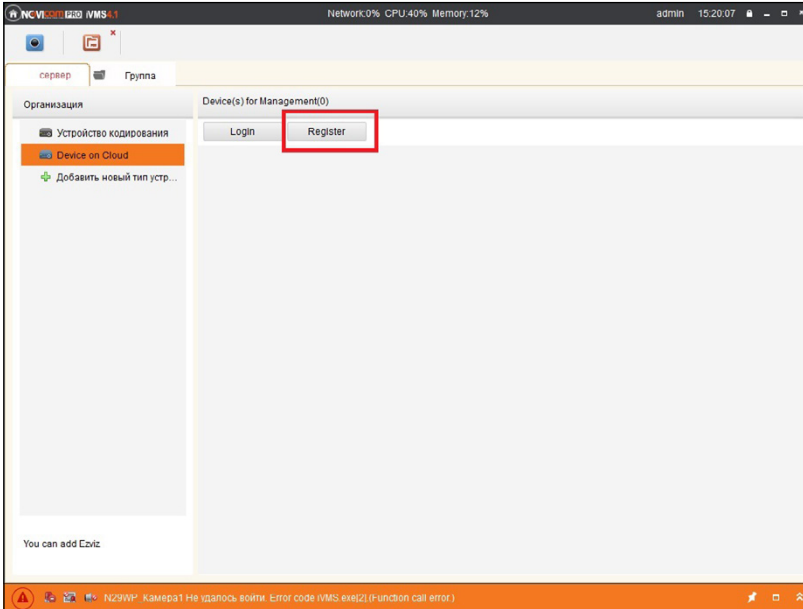 NOVICOM PRO iVMS4.1
Network:0% CPU:40% Memory:12%
admin 15:20:07
сервер Группа
Организация
Device(s) for Management(0)
Login Register
Устройство кодирования
Device on Cloud
Добавить новый тип устр...
You can add Ezviz
N29WP_Камера1 Не удалось войти. Error code iVMS.exe[2].(Function call error.)